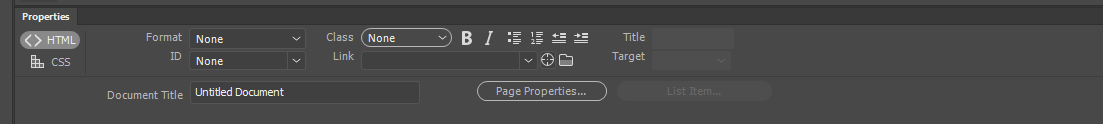 Properties
HTML Format None Class None B I Title
CSS ID None Link Target
Document Title Untitled Document Page Properties... List Item...